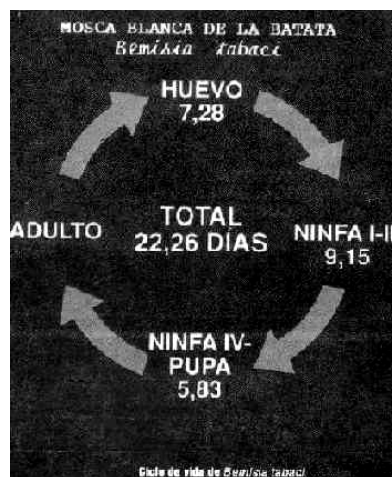 MOSCA BLANCA DE LA BATATA
Bemisia tabaci
HUEVO
7,28
ADULTO
TOTAL
22,26 DÍAS
NINFA I-II
9,15
NINFA IV-
PUPA
5,83
Ciclo de vida de Bemisia tabaci